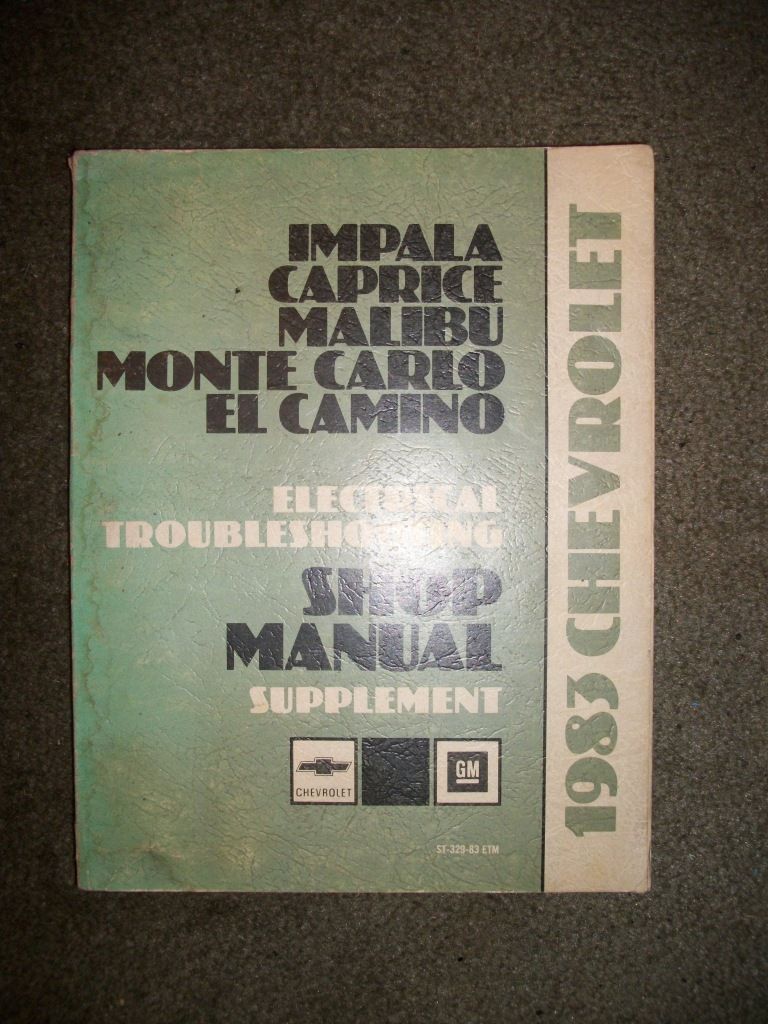 IMPALA
CAPRICE
MALIBU
MONTE CARLO
EL CAMINO
ELECTRICAL
TROUBLESHOOTING
SHOP
MANUAL
SUPPLEMENT
CHEVROLET
GM
ST-329-83 ETM
1983 CHEVROLET